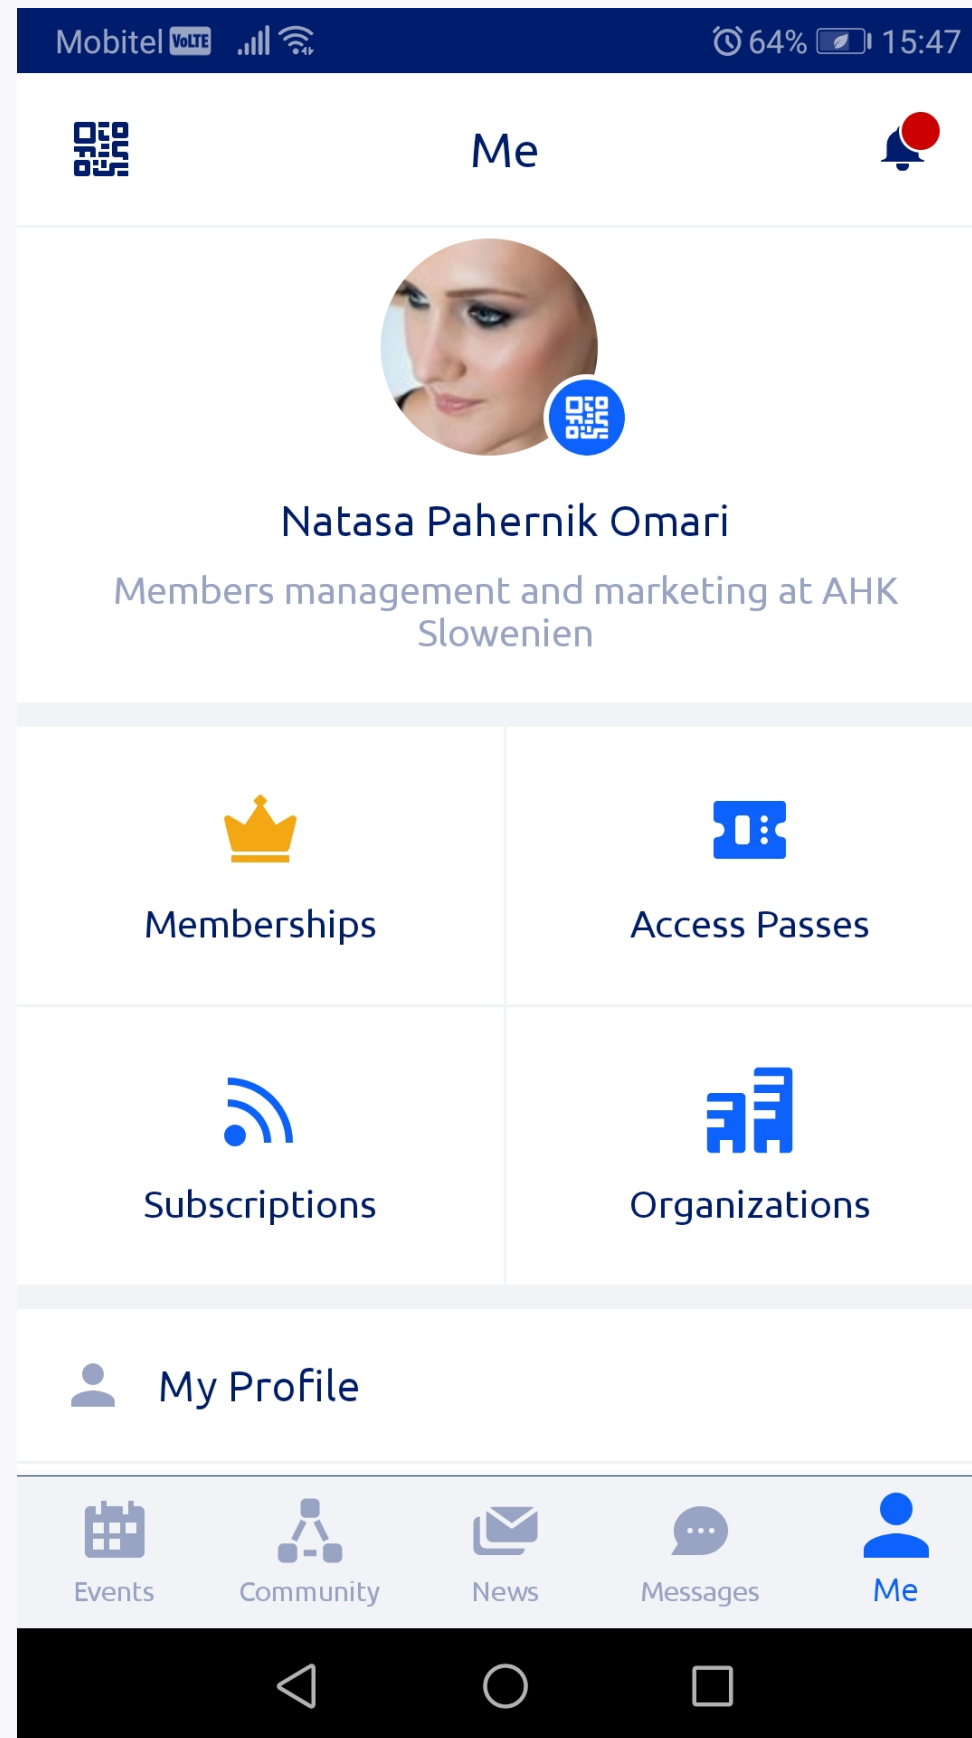 Mobitel VoLTE 64% 15:47
Me
Natasa Pahernik Omari
Members management and marketing at AHK
Slowenien
Memberships
Access Passes
Subscriptions
Organizations
My Profile
Events Community News Messages Me